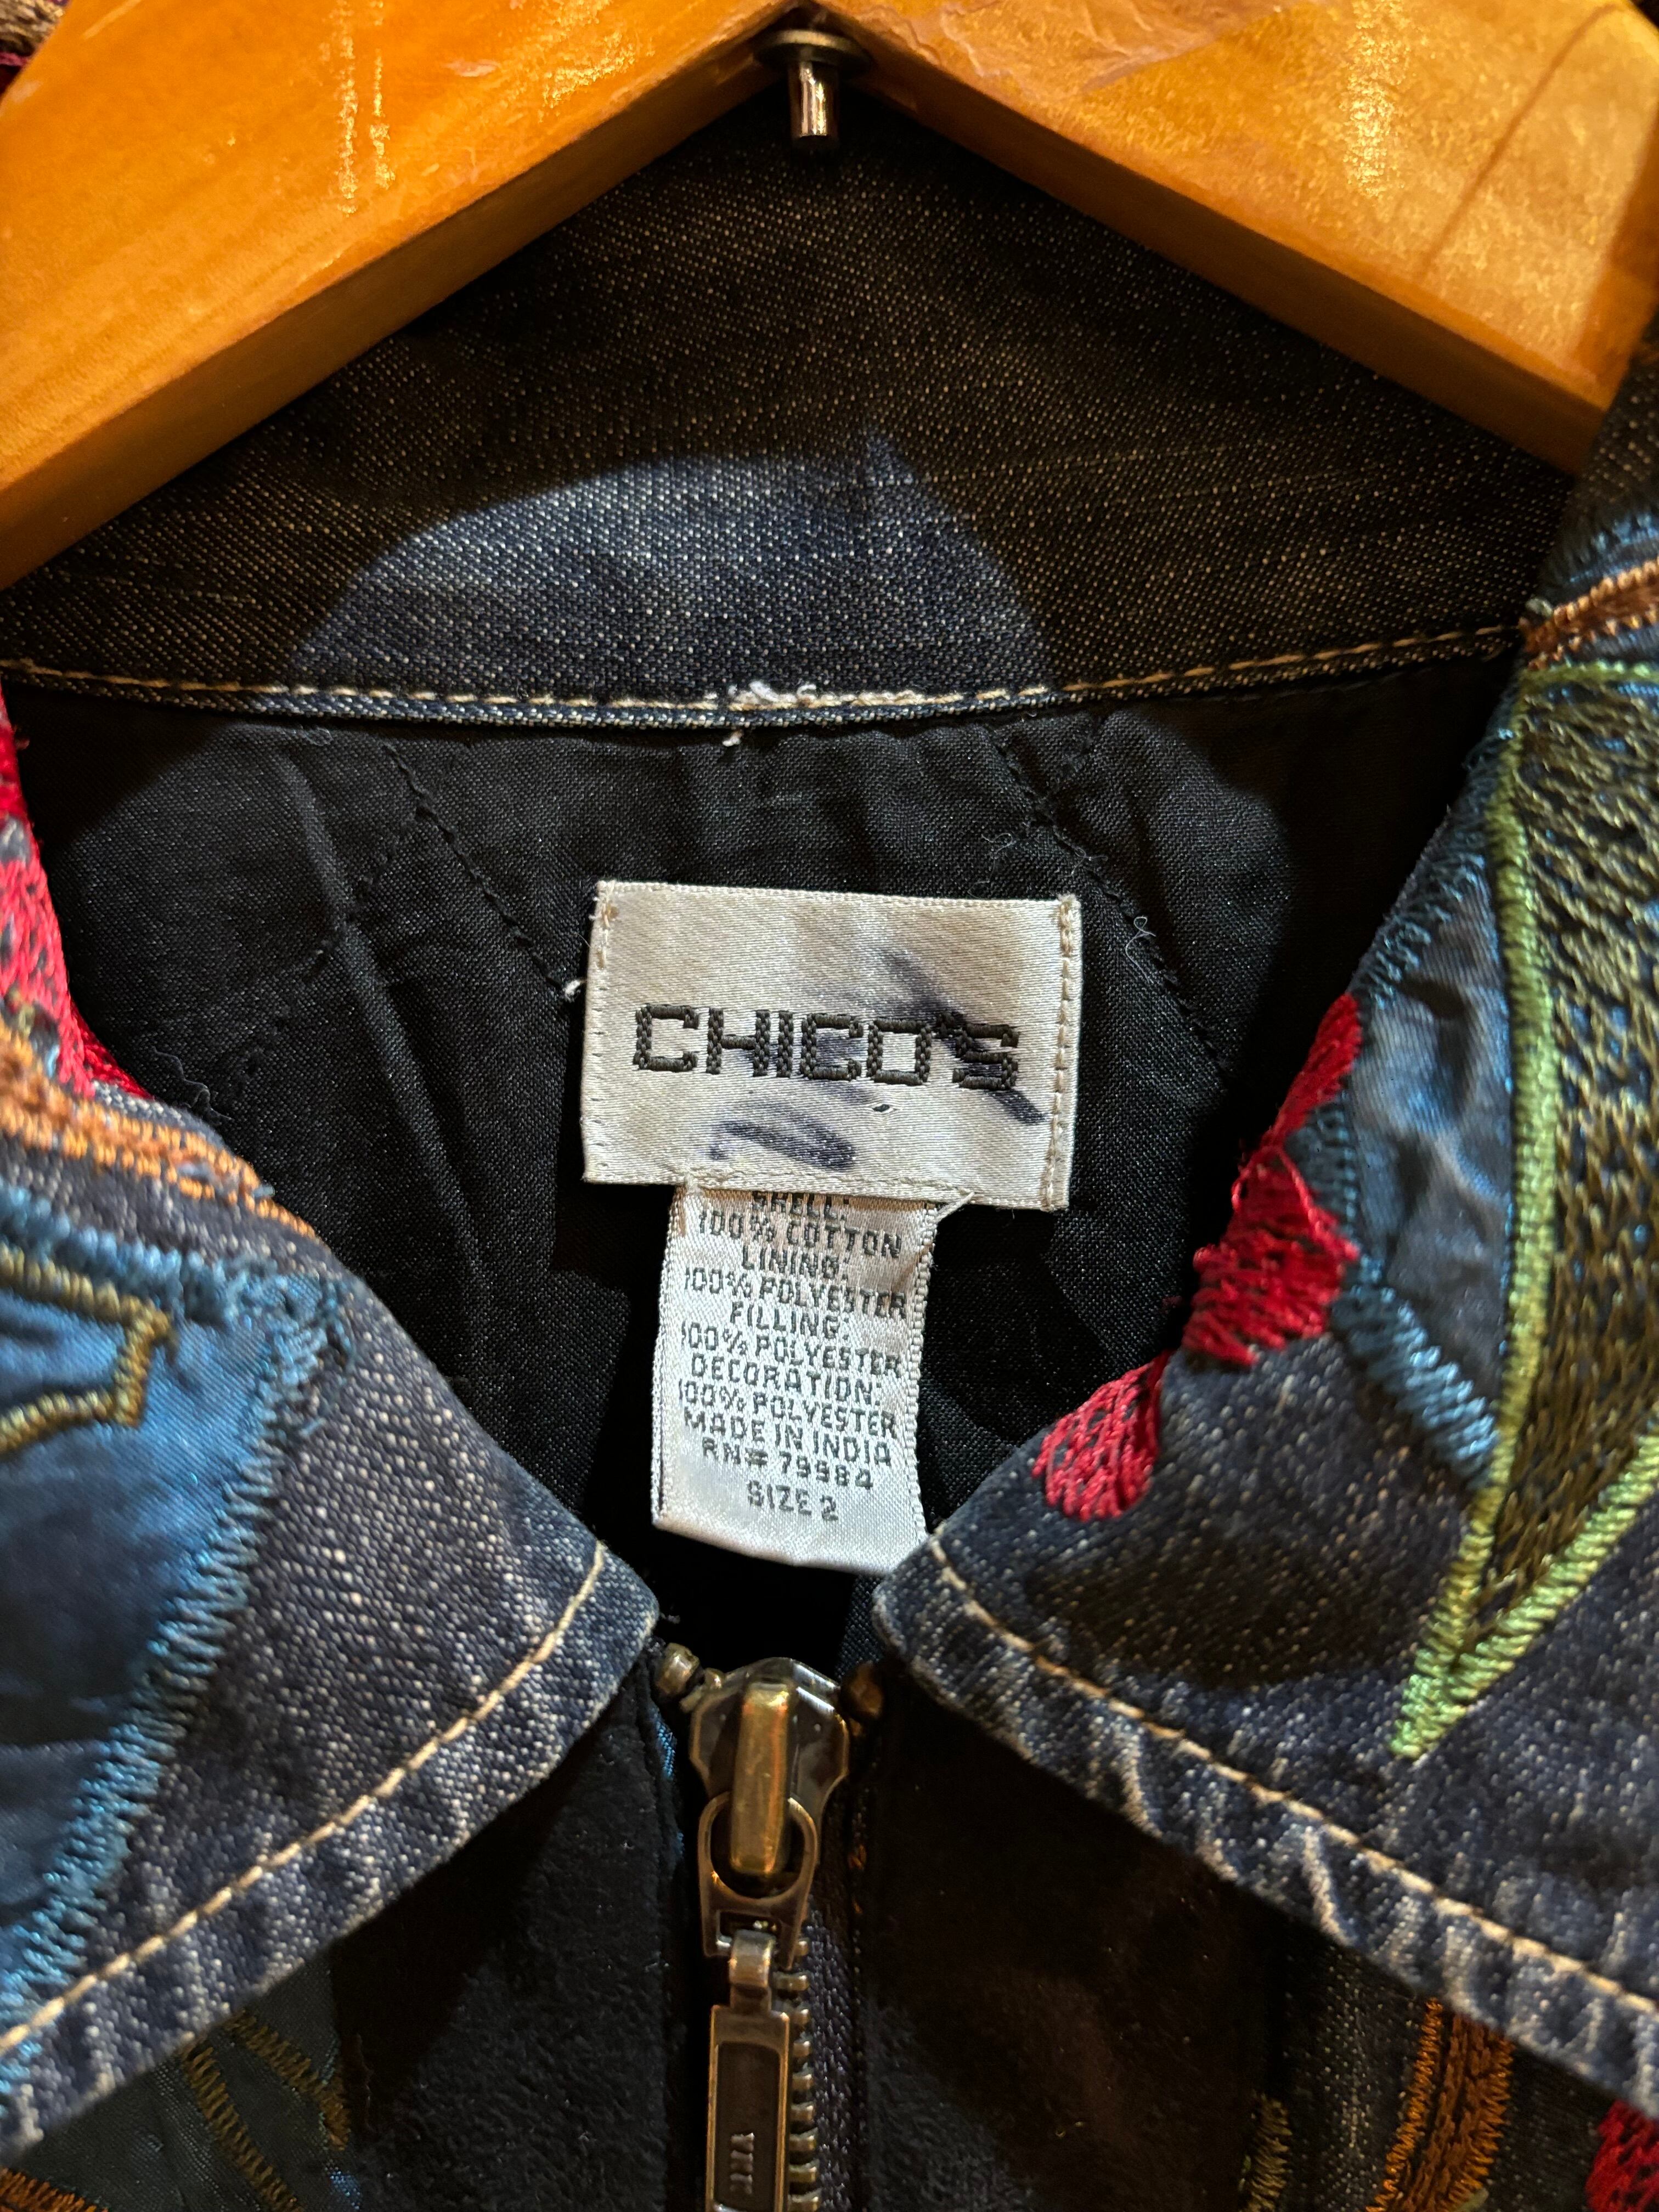 CHICO'S
SHELL:
100% COTTON
LINING:
100% POLYESTER
FILLING:
100% POLYESTER
DECORATION:
100% POLYESTER
MADE IN INDIA
RN# 79984
SIZE 2